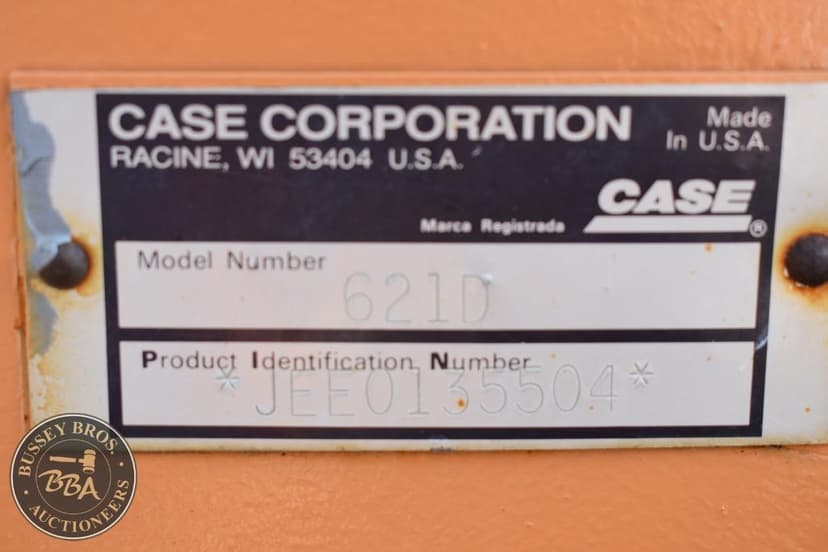 CASE CORPORATION
RACINE, WI 53404 U.S.A.
Made
In U.S.A.
CASE®
Marca Registrada
Model Number
621D
Product Identification Number
*JEE0135504*
BUSSEY BROS.
BBA
AUCTIONEERS